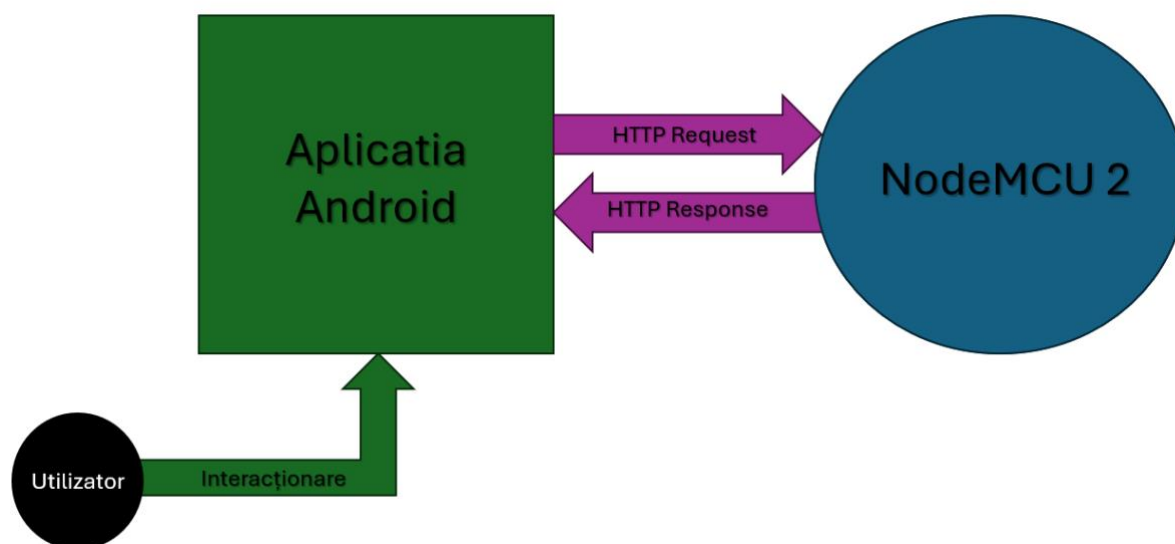 Aplicatia
Android
HTTP Request
HTTP Response
NodeMCU 2
Utilizator
Interacționare